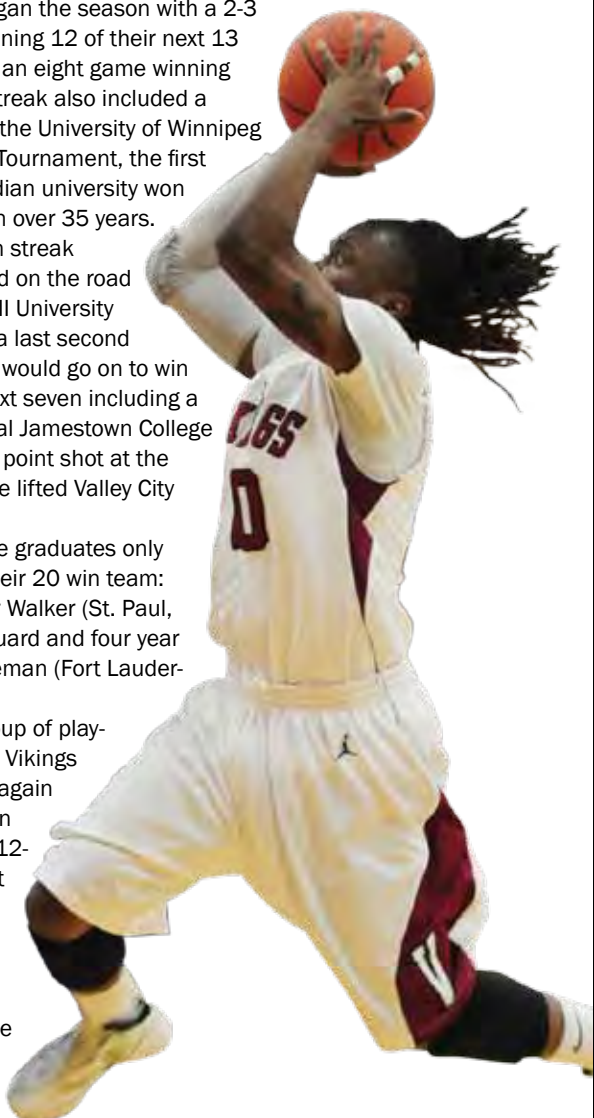 gan the season with a 2-3
ning 12 of their next 13
an eight game winning
treak also included a
the University of Winnipeg
Tournament, the first
dian university won
n over 35 years.
n streak
d on the road
ll University
a last second
would go on to win
xt seven including a
al Jamestown College
point shot at the
e lifted Valley City
e graduates only
eir 20 win team:
Walker (St. Paul,
uard and four year
eman (Fort Lauder-
up of play-
Vikings
again
n
12-
t
e
INGS
0
V